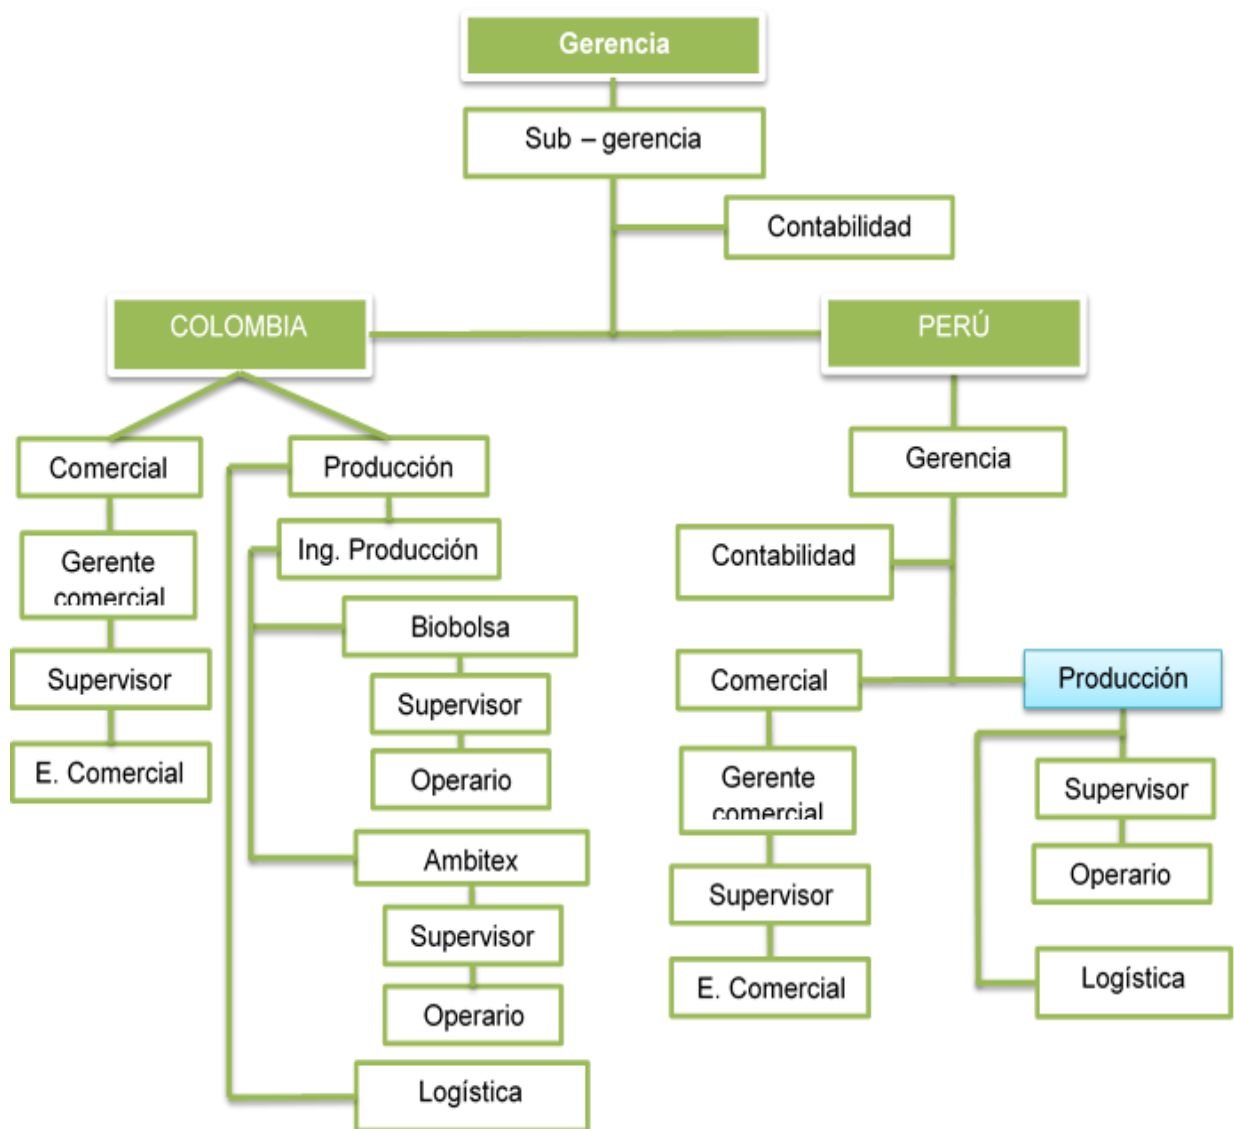 Gerencia
Sub – gerencia
Contabilidad
COLOMBIA
PERÚ
Comercial
Producción
Gerencia
Gerente
comercial
Ing. Producción
Contabilidad
Biobolsa
Supervisor
Supervisor
Comercial
Producción
E. Comercial
Operario
Gerente
comercial
Supervisor
Ambitex
Supervisor
Operario
Supervisor
E. Comercial
Logística
Operario
Logística